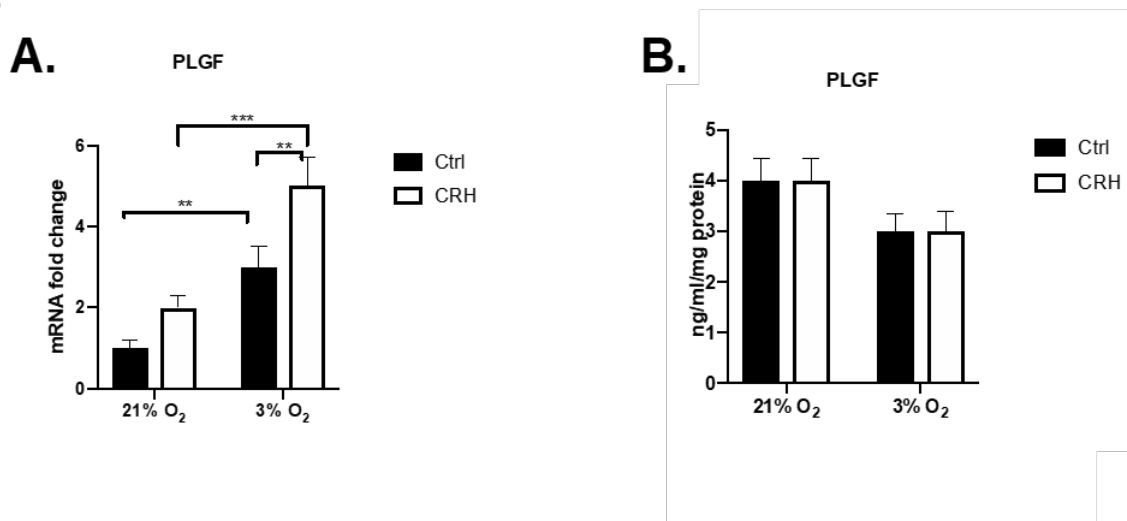 A.
PLGF
mRNA fold change
6
4
2
0
***
**
**
21% O₂
3% O₂
Ctrl
CRH
B.
PLGF
ng/ml/mg protein
5
4
3
2
1
0
21% O₂
3% O₂
Ctrl
CRH